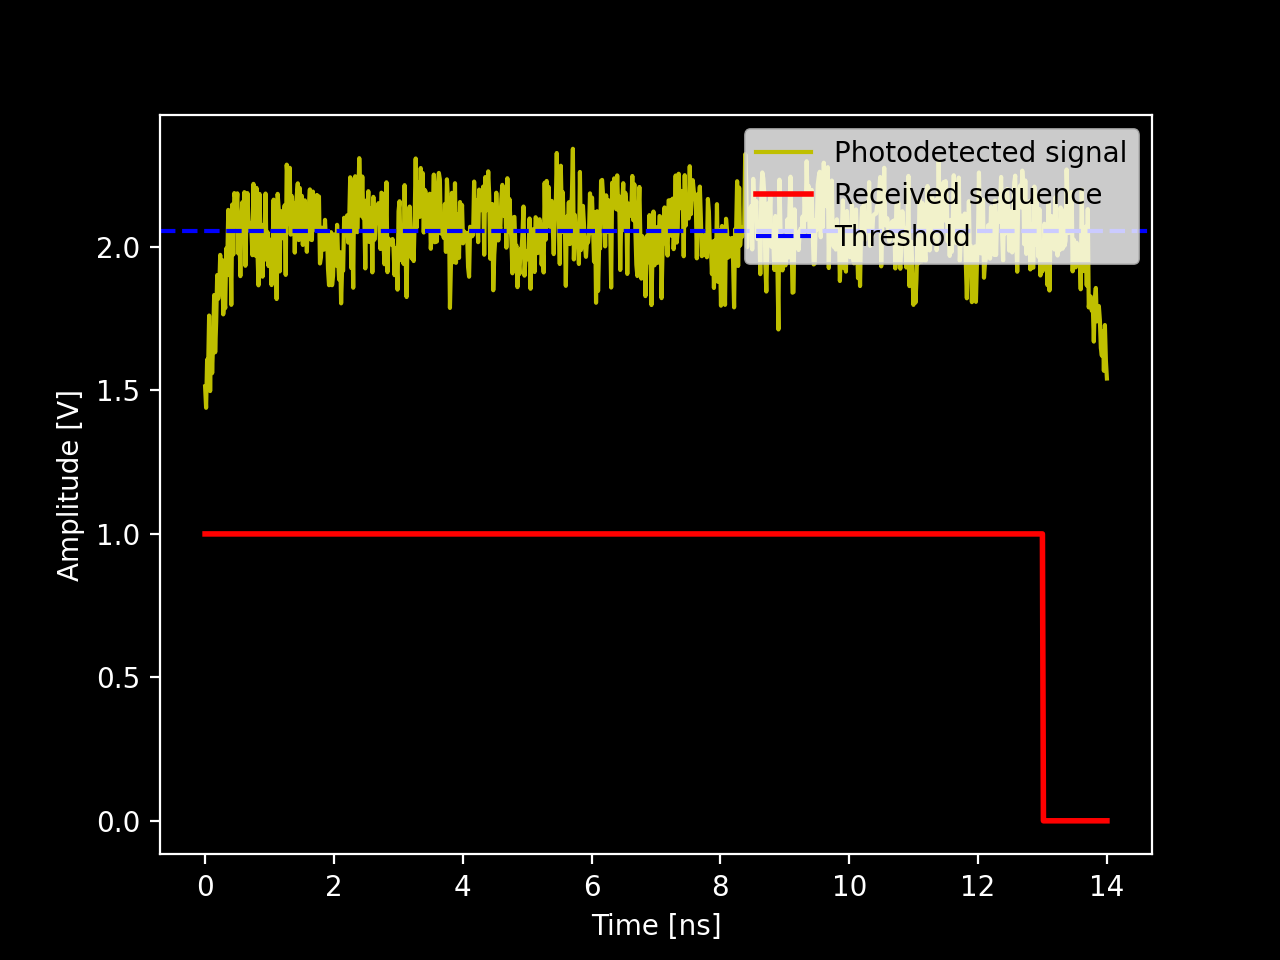 Photodetected signal
Received sequence
Threshold
2.0
1.5
1.0
0.5
0.0
Amplitude [V]
0 2 4 6 8 10 12 14
Time [ns]